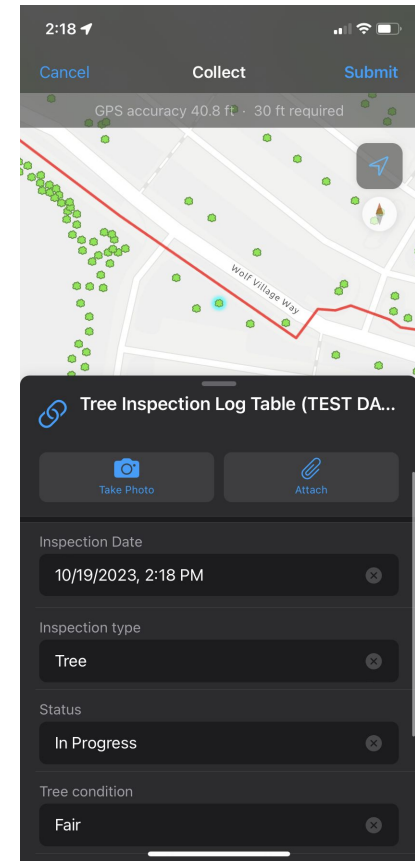 2:18
Cancel
Collect
Submit
GPS accuracy 40.8 ft · 30 ft required
Wolf Village Way
Tree Inspection Log Table (TEST DA...
Take Photo
Attach
Inspection Date
10/19/2023, 2:18 PM
Inspection type
Tree
Status
In Progress
Tree condition
Fair